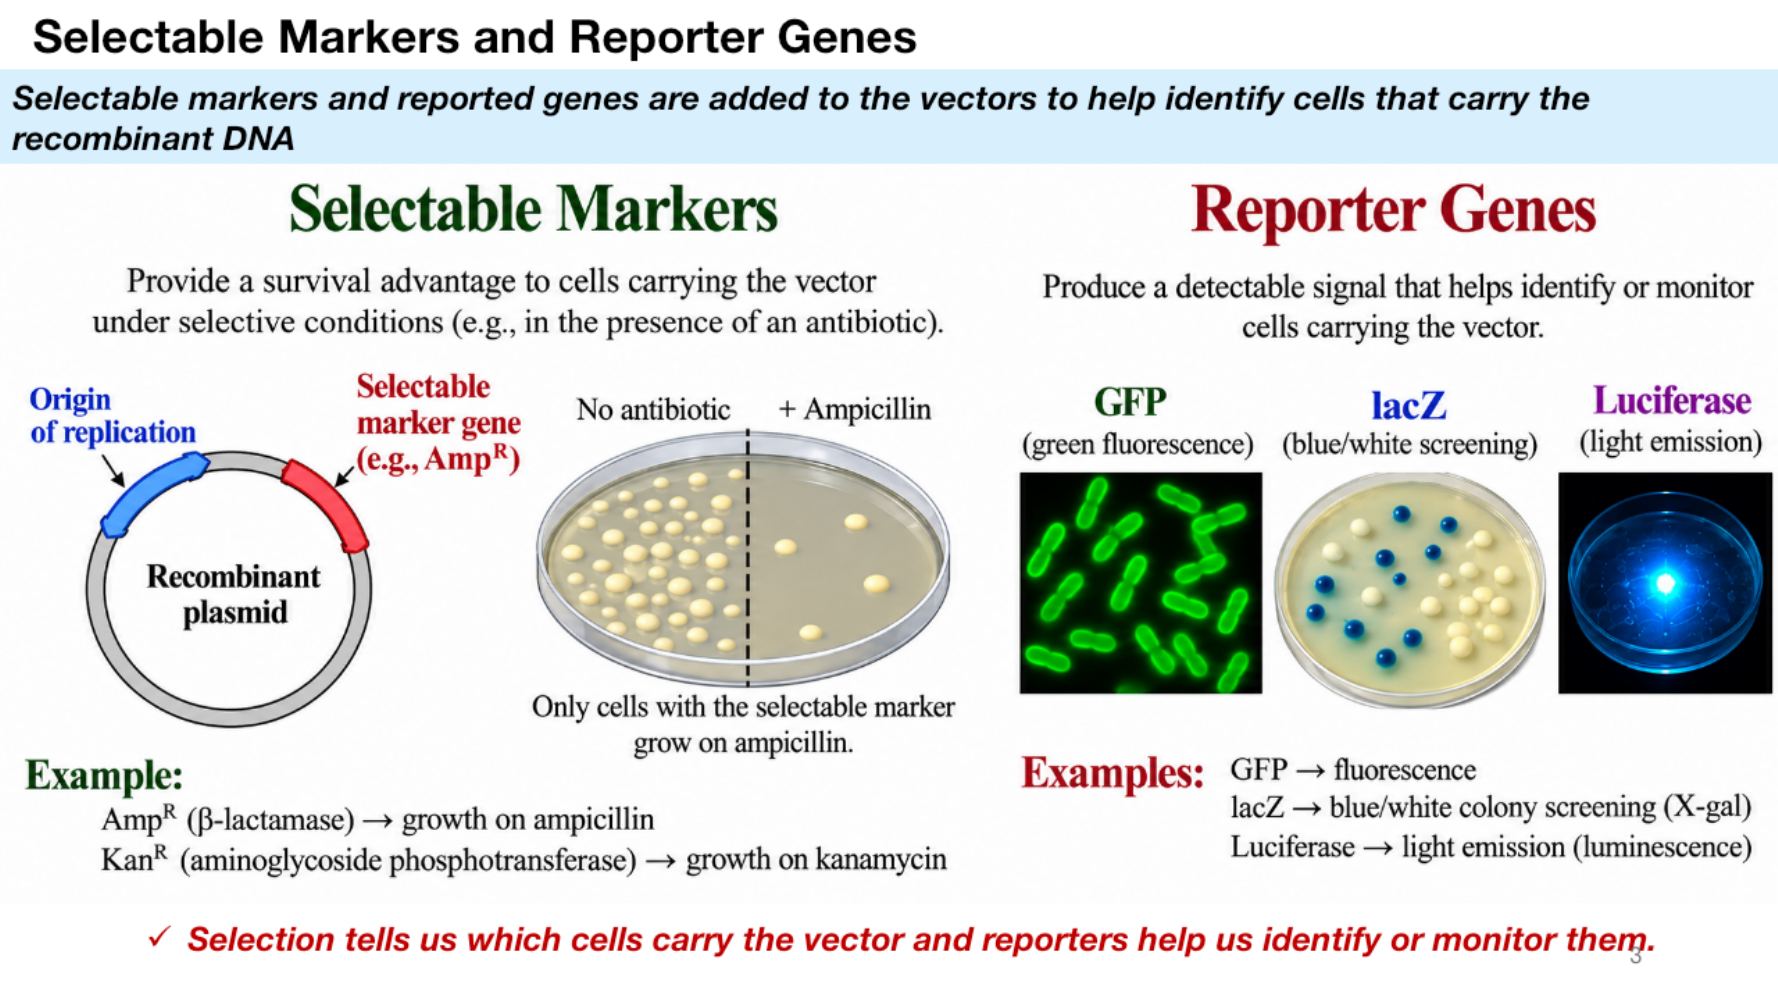 Selectable Markers and Reporter Genes
Selectable markers and reported genes are added to the vectors to help identify cells that carry the
recombinant DNA
Selectable Markers
Provide a survival advantage to cells carrying the vector
under selective conditions (e.g., in the presence of an antibiotic).
Origin
of replication
Selectable
marker gene
(e.g., Ampᴿ)
Recombinant
plasmid
No antibiotic
+ Ampicillin
Only cells with the selectable marker
grow on ampicillin.
Example:
Ampᴿ (β-lactamase) → growth on ampicillin
Kanᴿ (aminoglycoside phosphotransferase) → growth on kanamycin
Reporter Genes
Produce a detectable signal that helps identify or monitor
cells carrying the vector.
GFP
(green fluorescence)
lacZ
(blue/white screening)
Luciferase
(light emission)
Examples:
GFP → fluorescence
lacZ → blue/white colony screening (X-gal)
Luciferase → light emission (luminescence)
✓ Selection tells us which cells carry the vector and reporters help us identify or monitor them.
3